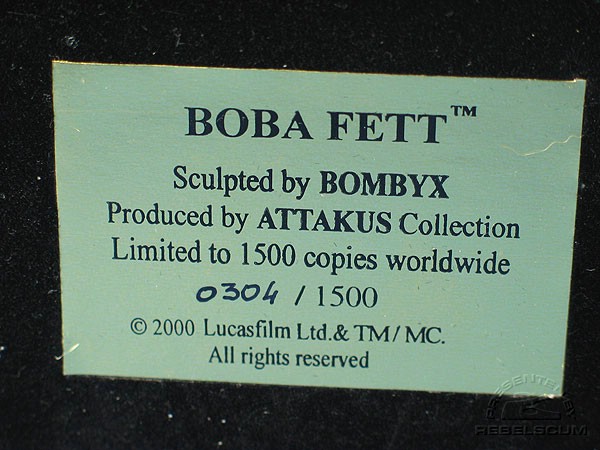 BOBA FETT™
Sculpted by BOMBYX
Produced by ATTAKUS Collection
Limited to 1500 copies worldwide
0304 / 1500
© 2000 Lucasfilm Ltd.& TM/ MC.
All rights reserved
REBELSCUM